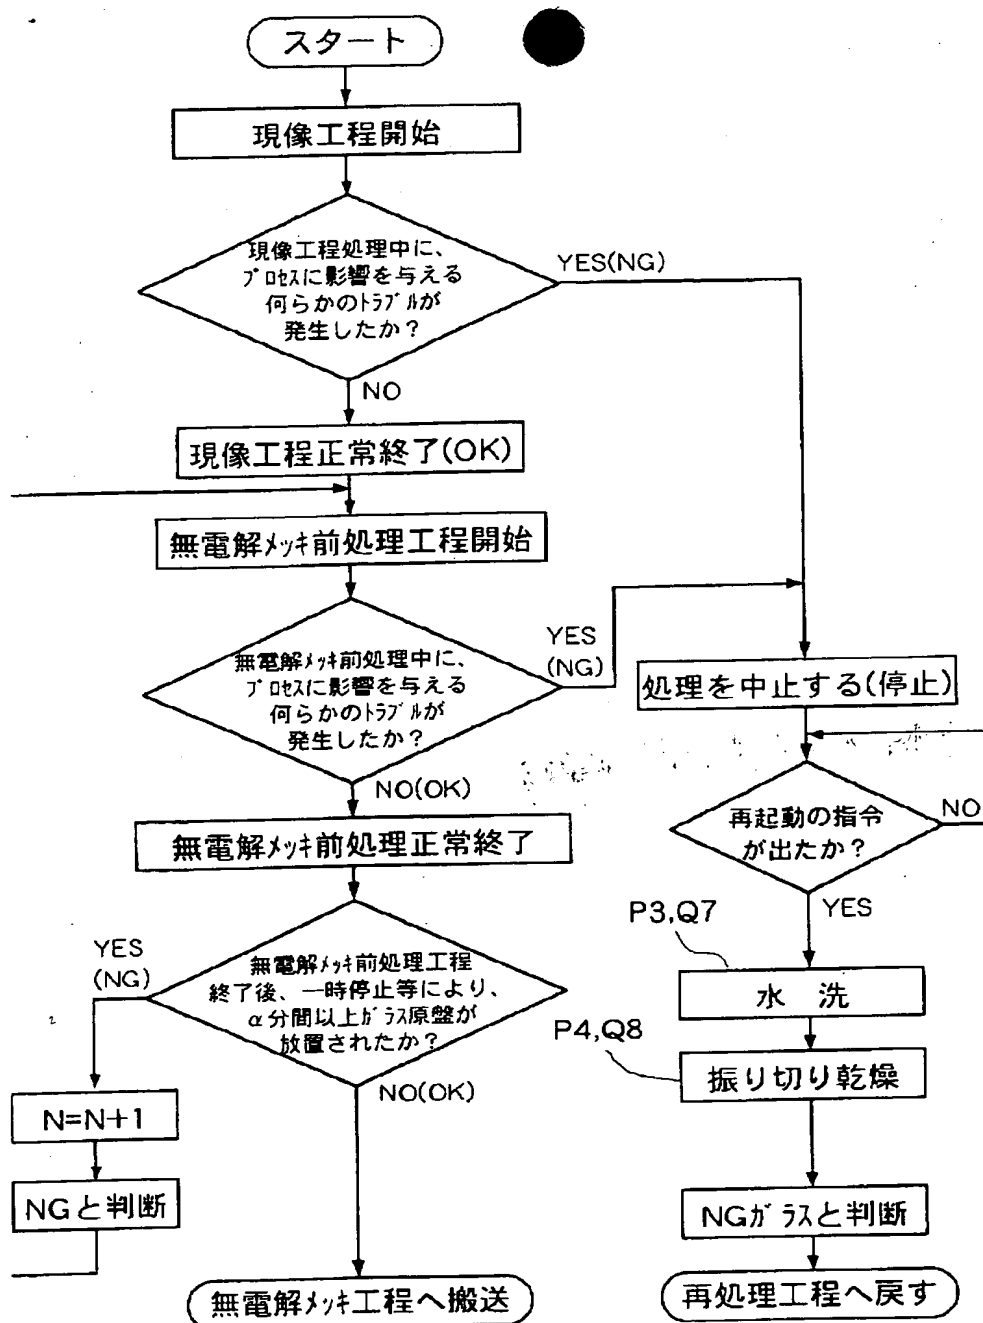 スタート
現像工程開始
現像工程処理中に、
プロセスに影響を与える
何らかのトラブルが
発生したか?
YES(NG)
NO
現像工程正常終了(OK)
無電解メッキ前処理工程開始
無電解メッキ前処理中に、
プロセスに影響を与える
何らかのトラブルが
発生したか?
YES
(NG)
処理を中止する(停止)
NO(OK)
無電解メッキ前処理正常終了
再起動の指令
が出たか?
NO
YES
無電解メッキ前処理工程
終了後、一時停止等により、
α分間以上ガラス原盤が
放置されたか?
YES
(NG)
NO(OK)
P3,Q7
水 洗
P4,Q8
振り切り乾燥
N=N+1
NGと判断
NGガラスと判断
無電解メッキ工程へ搬送
再処理工程へ戻す